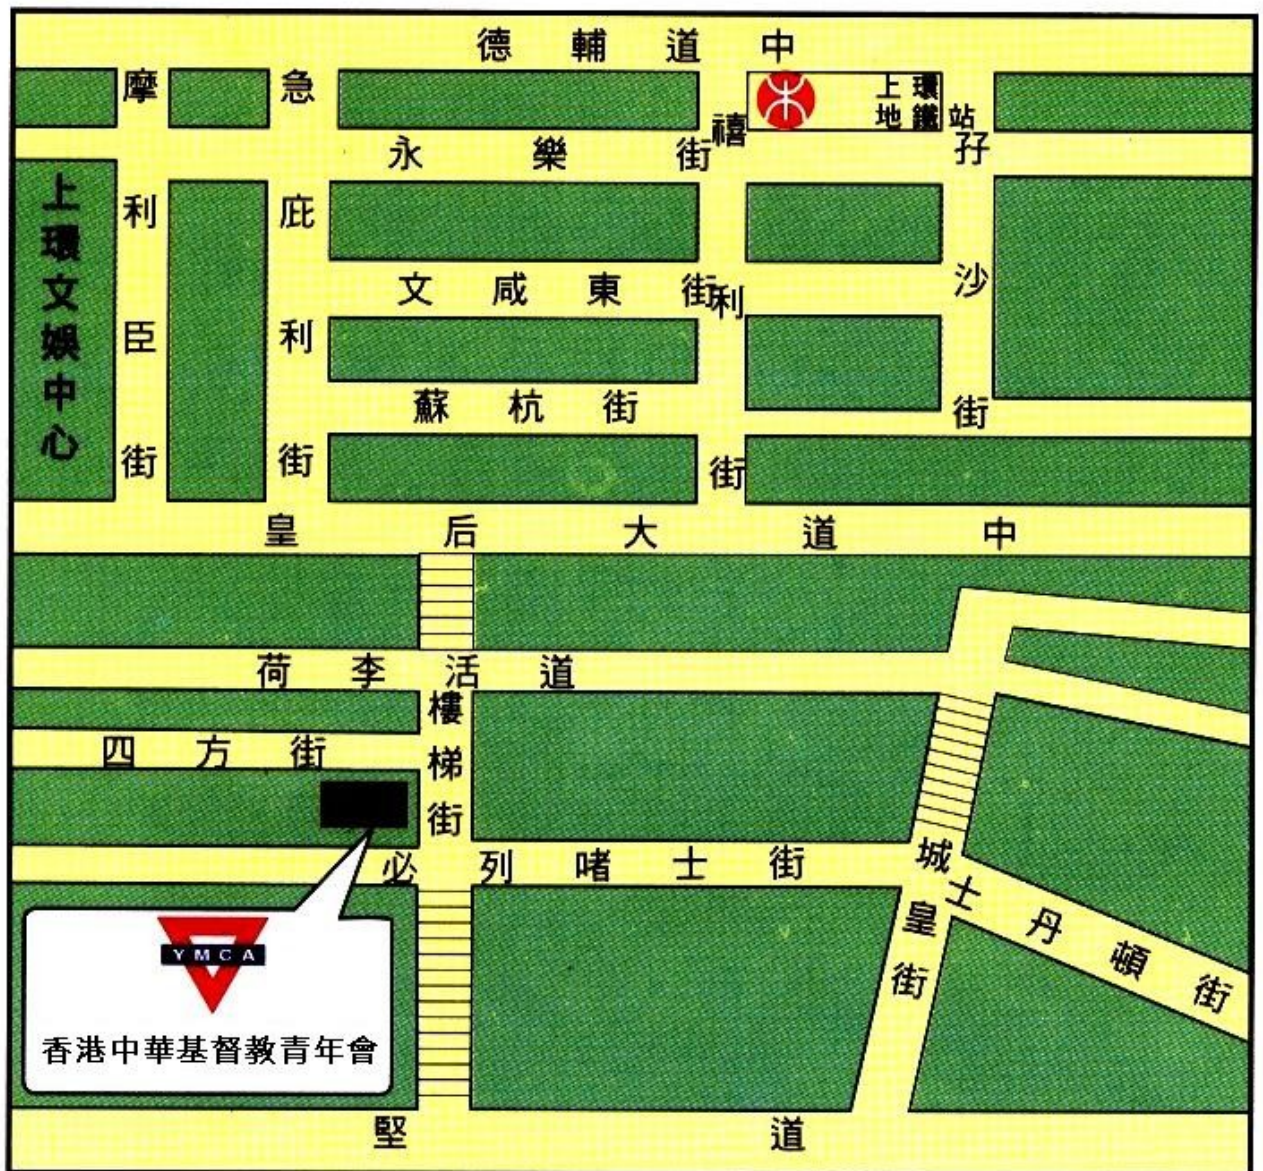 德輔道中
摩利臣街
急庇利街
上環
地鐵站
禧利街
孖沙街
永樂街
上環文娛中心
文咸東街
蘇杭街
皇后大道中
荷李活道
樓梯街
四方街
必列啫士街
城皇街
士丹頓街
YMCA
香港中華基督教青年會
堅道